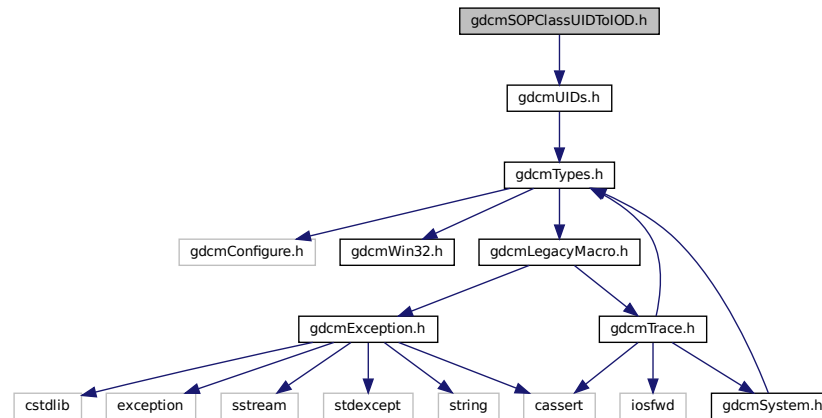 gdcmSOPClassUIDToIOD.h
gdcmUIDs.h
gdcmTypes.h
gdcmConfigure.h
gdcmWin32.h
gdcmLegacyMacro.h
gdcmException.h
gdcmTrace.h
cstdlib
exception
sstream
stdexcept
string
cassert
iosfwd
gdcmSystem.h